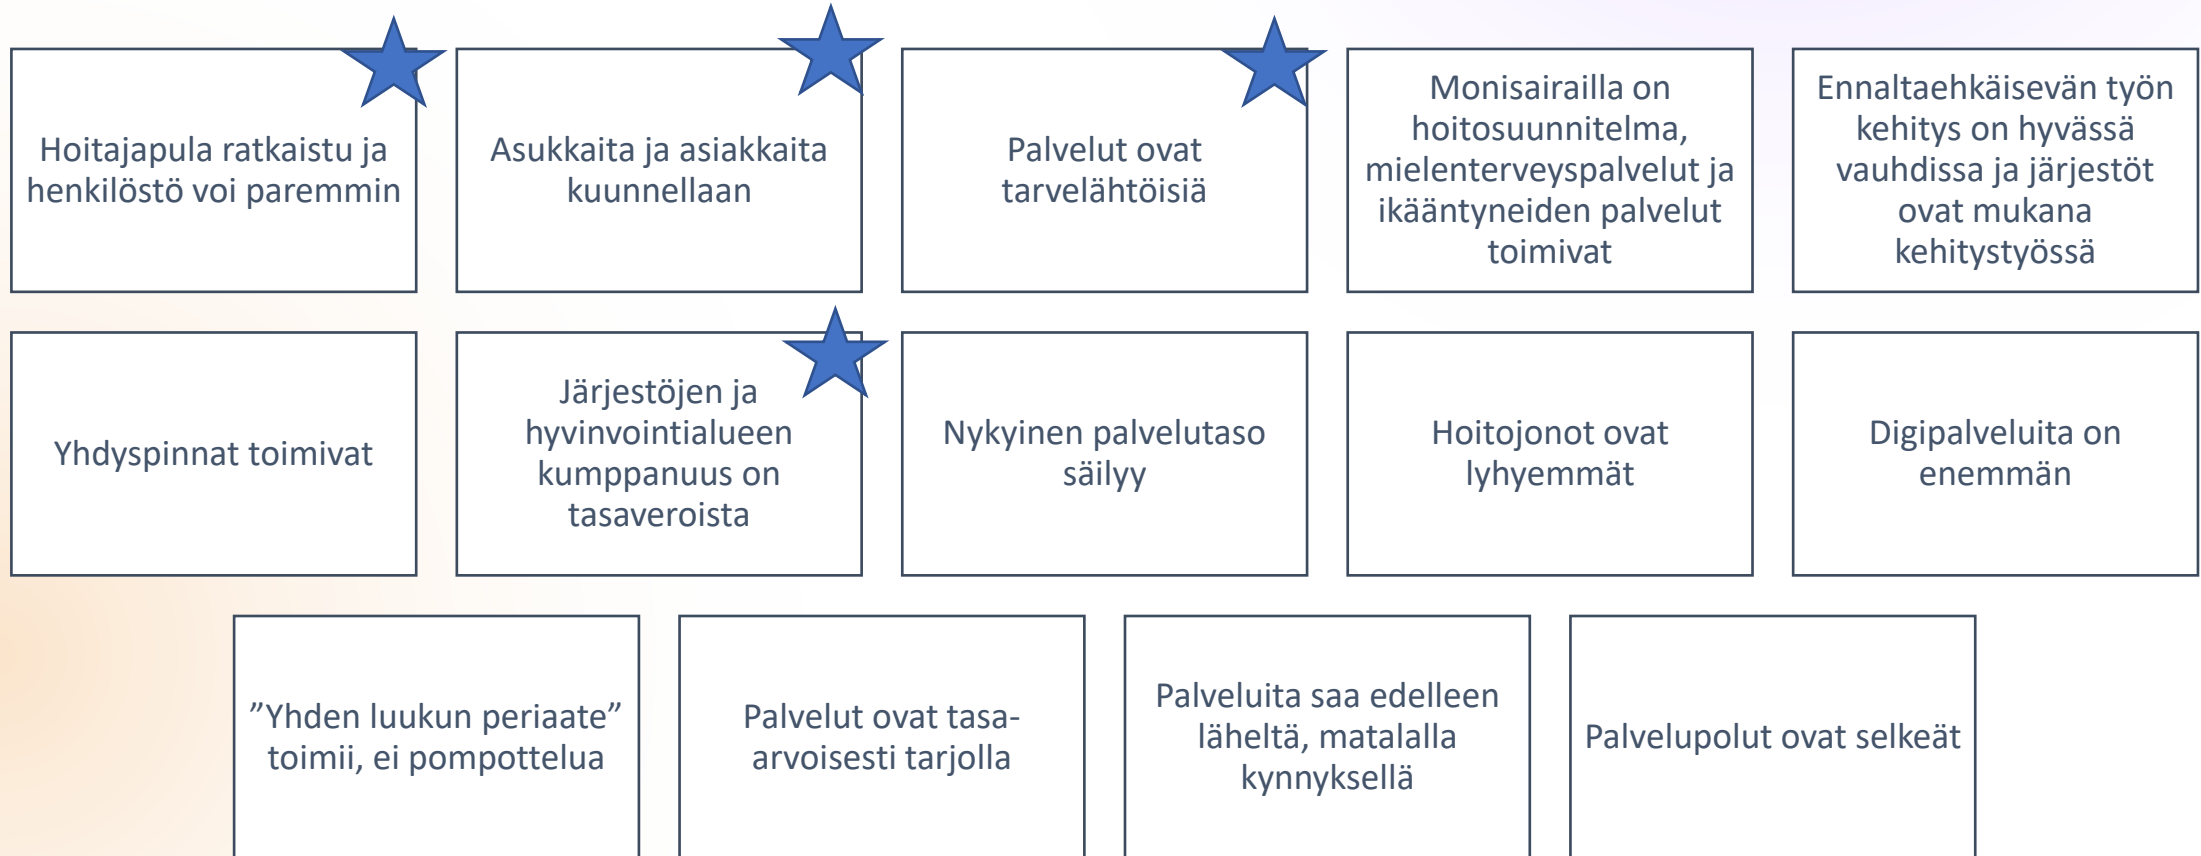 Hoitajapula ratkaistu ja
henkilöstö voi paremmin
Asukkaita ja asiakkaita
kuunnellaan
Palvelut ovat
tarvelähtöisiä
Monisairailla on
hoitosuunnitelma,
mielenterveyspalvelut ja
ikääntyneiden palvelut
toimivat
Ennaltaehkäisevän työn
kehitys on hyvässä
vauhdissa ja järjestöt
ovat mukana
kehitystyössä
Yhdyspinnat toimivat
Järjestöjen ja
hyvinvointialueen
kumppanuus on
tasaveroista
Nykyinen palvelutaso
säilyy
Hoitojonot ovat
lyhyemmät
Digipalveluita on
enemmän
”Yhden luukun periaate”
toimii, ei pompottelua
Palvelut ovat tasa-
arvoisesti tarjolla
Palveluita saa edelleen
läheltä, matalalla
kynnyksellä
Palvelupolut ovat selkeät